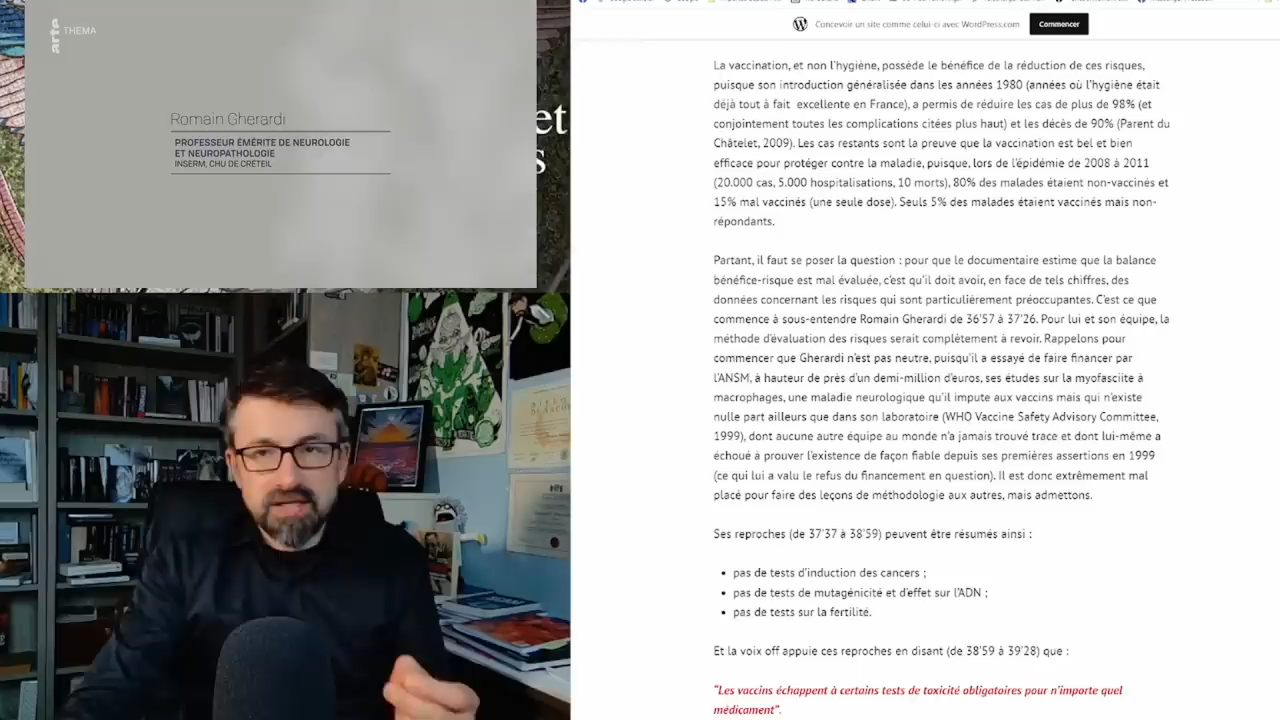 arte THEMA
Romain Gherardi
PROFESSEUR ÉMÉRITE DE NEUROLOGIE
ET NEUROPATHOLOGIE
INSERM, CHU DE CRÉTEIL
et
s
Concevoir un site comme celui-ci avec WordPress.com
Commencer
La vaccination, et non l'hygiène, possède le bénéfice de la réduction de ces risques,
puisque son introduction généralisée dans les années 1980 (années où l'hygiène était
déjà tout à fait excellente en France), a permis de réduire les cas de plus de 98% (et
conjointement toutes les complications citées plus haut) et les décès de 90% (Parent du
Châtelet, 2009). Les cas restants sont la preuve que la vaccination est bel et bien
efficace pour protéger contre la maladie, puisque, lors de l'épidémie de 2008 à 2011
(20.000 cas, 5.000 hospitalisations, 10 morts), 80% des malades étaient non-vaccinés et
15% mal vaccinés (une seule dose). Seuls 5% des malades étaient vaccinés mais non-
répondants.
Partant, il faut se poser la question : pour que le documentaire estime que la balance
bénéfice-risque est mal évaluée, c'est qu'il doit avoir, en face de tels chiffres, des
données concernant les risques qui sont particulièrement préoccupantes. C'est ce que
commence à sous-entendre Romain Gherardi de 36'57 à 37'26. Pour lui et son équipe, la
méthode d'évaluation des risques serait complètement à revoir. Rappelons pour
commencer que Gherardi n'est pas neutre, puisqu'il a essayé de faire financer par
l'ANSM, à hauteur de près d'un demi-million d'euros, ses études sur la myofasciite à
macrophages, une maladie neurologique qu'il impute aux vaccins mais qui n'existe
nulle part ailleurs que dans son laboratoire (WHO Vaccine Safety Advisory Committee,
1999), dont aucune autre équipe au monde n'a jamais trouvé trace et dont lui-même a
échoué à prouver l'existence de façon fiable depuis ses premières assertions en 1999
(ce qui lui a valu le refus du financement en question). Il est donc extrêmement mal
placé pour faire des leçons de méthodologie aux autres, mais admettons.
Ses reproches (de 37'37 à 38'59) peuvent être résumés ainsi :
• pas de tests d'induction des cancers ;
• pas de tests de mutagénicité et d'effet sur l'ADN ;
• pas de tests sur la fertilité.
Et la voix off appuie ces reproches en disant (de 38'59 à 39'28) que :
"Les vaccins échappent à certains tests de toxicité obligatoires pour n'importe quel
médicament".